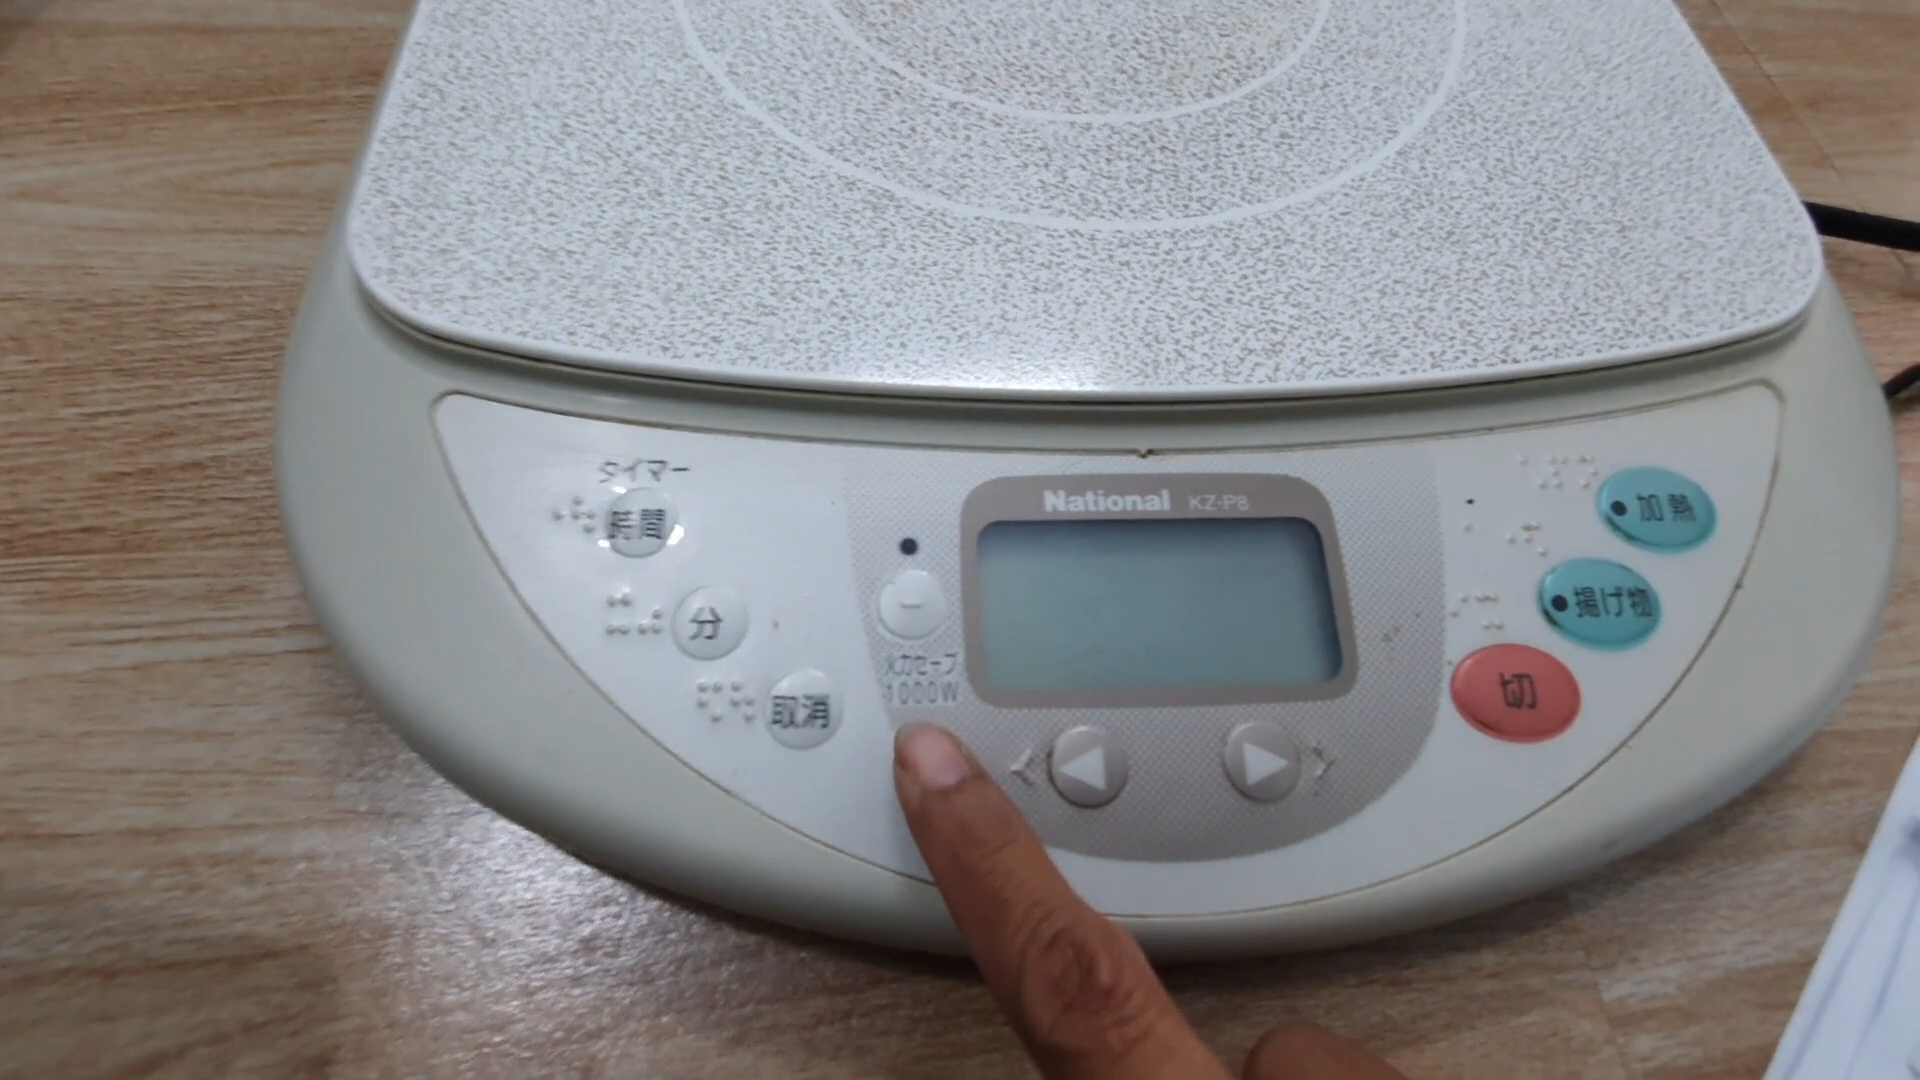 タイマー
時間
分
取消
火力セーブ
1000W
National KZ-P8
加熱
揚げ物
切